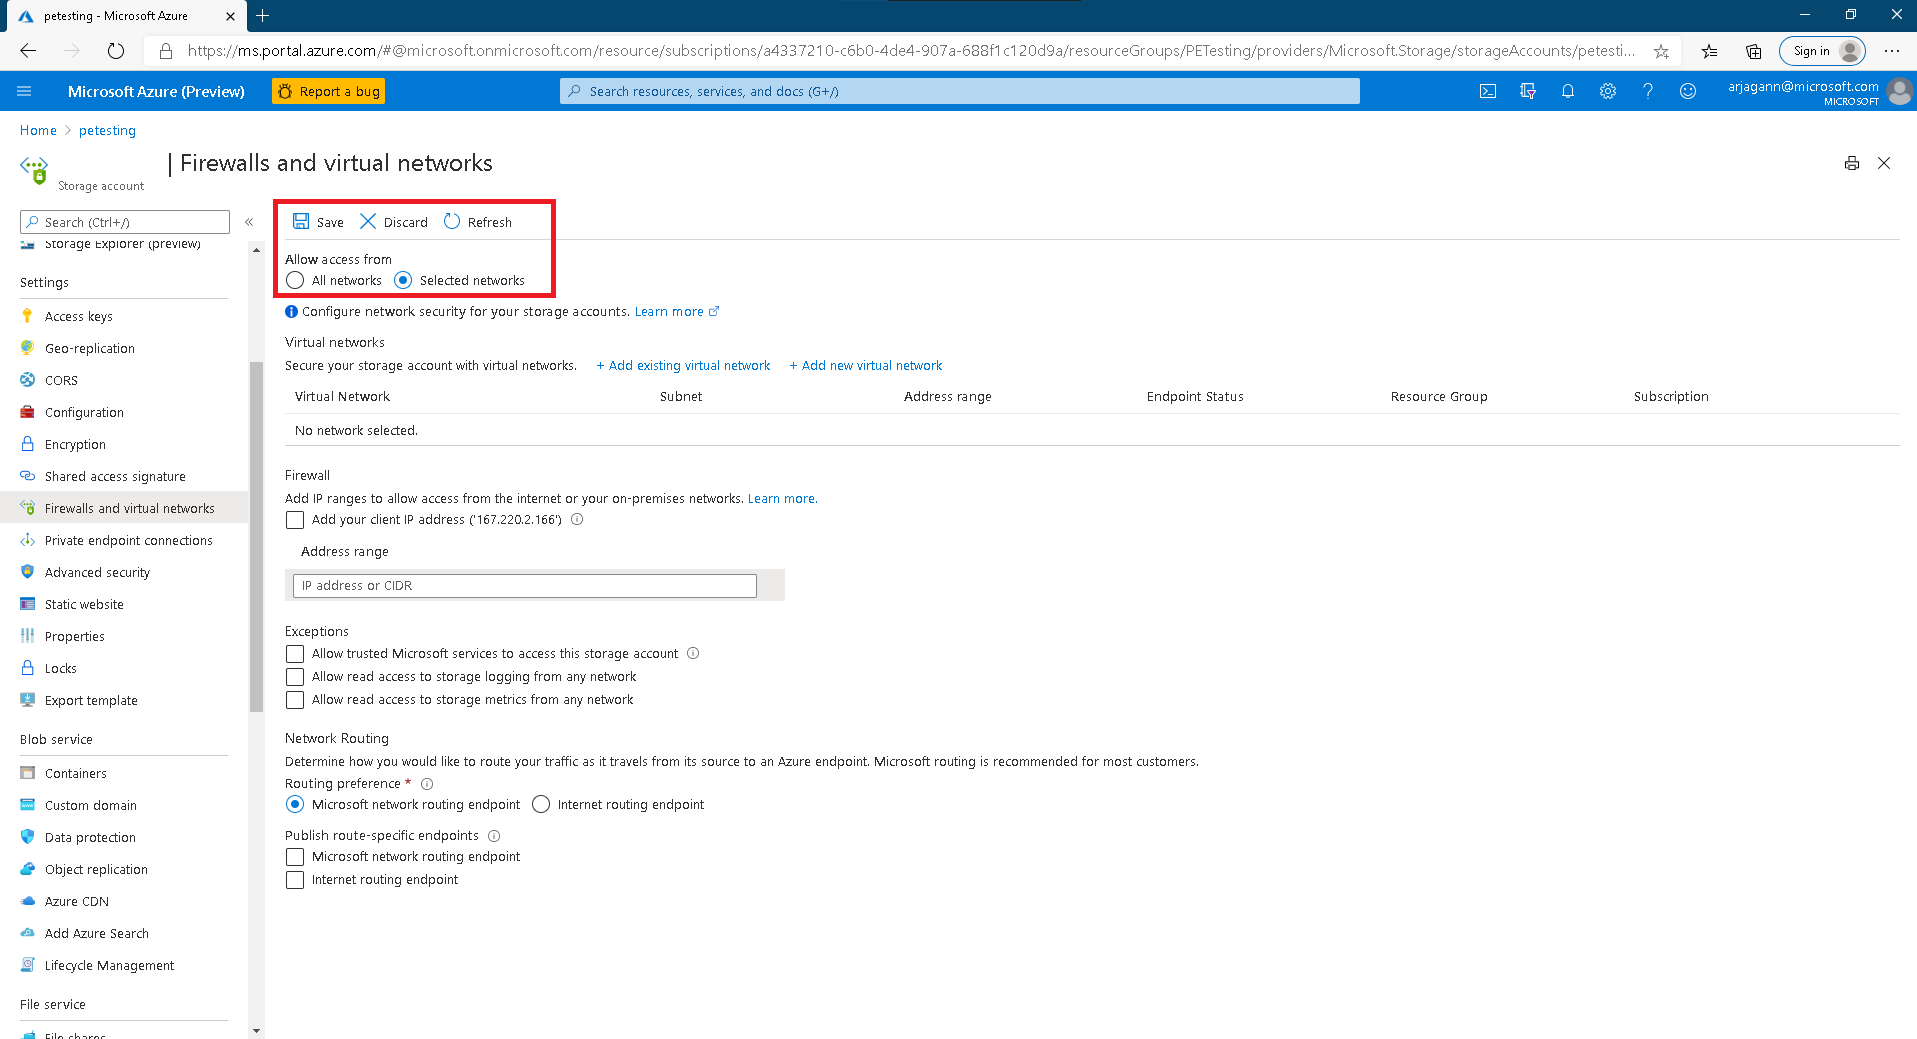 petesting - Microsoft Azure
https://ms.portal.azure.com/#@microsoft.onmicrosoft.com/resource/subscriptions/a4337210-c6b0-4de4-907a-688f1c120d9a/resourceGroups/PETesting/providers/Microsoft.Storage/storageAccounts/petesti...
Sign in
Microsoft Azure (Preview)
Report a bug
Search resources, services, and docs (G+/)
arjagann@microsoft.com
MICROSOFT
Home > petesting
| Firewalls and virtual networks
Storage account
Search (Ctrl+/)
«
Storage Explorer (preview)
Settings
Access keys
Geo-replication
CORS
Configuration
Encryption
Shared access signature
Firewalls and virtual networks
Private endpoint connections
Advanced security
Static website
Properties
Locks
Export template
Blob service
Containers
Custom domain
Data protection
Object replication
Azure CDN
Add Azure Search
Lifecycle Management
File service
File shares
Save Discard Refresh
Allow access from
All networks Selected networks
Configure network security for your storage accounts. Learn more
Virtual networks
Secure your storage account with virtual networks. + Add existing virtual network + Add new virtual network
Virtual Network Subnet Address range Endpoint Status Resource Group Subscription
No network selected.
Firewall
Add IP ranges to allow access from the internet or your on-premises networks. Learn more.
Add your client IP address ('167.220.2.166')
Address range
IP address or CIDR
Exceptions
Allow trusted Microsoft services to access this storage account
Allow read access to storage logging from any network
Allow read access to storage metrics from any network
Network Routing
Determine how you would like to route your traffic as it travels from its source to an Azure endpoint. Microsoft routing is recommended for most customers.
Routing preference *
Microsoft network routing endpoint Internet routing endpoint
Publish route-specific endpoints
Microsoft network routing endpoint
Internet routing endpoint